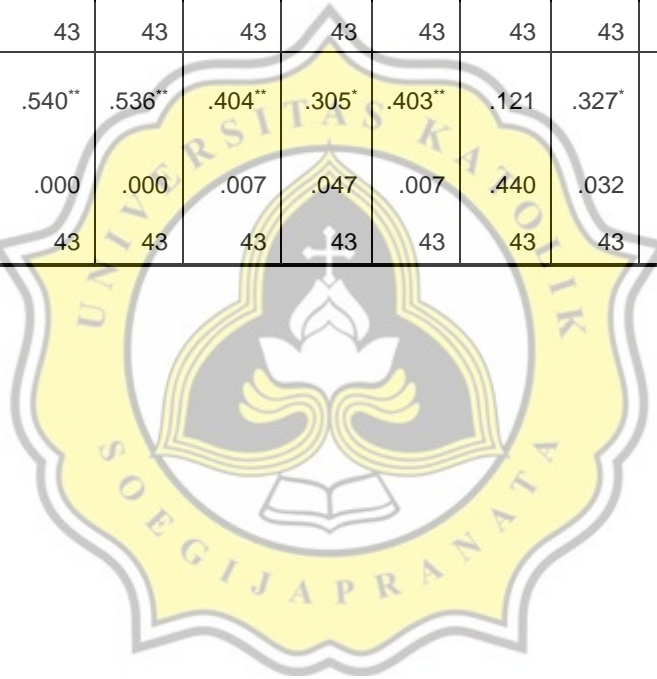 43 43 43 43 43 43 43
.540** .536** .404** .305* .403** .121 .327*
.000 .000 .007 .047 .007 .440 .032
43 43 43 43 43 43 43
UNIVERSITAS KATOLIK
SOEGIJAPRANATA